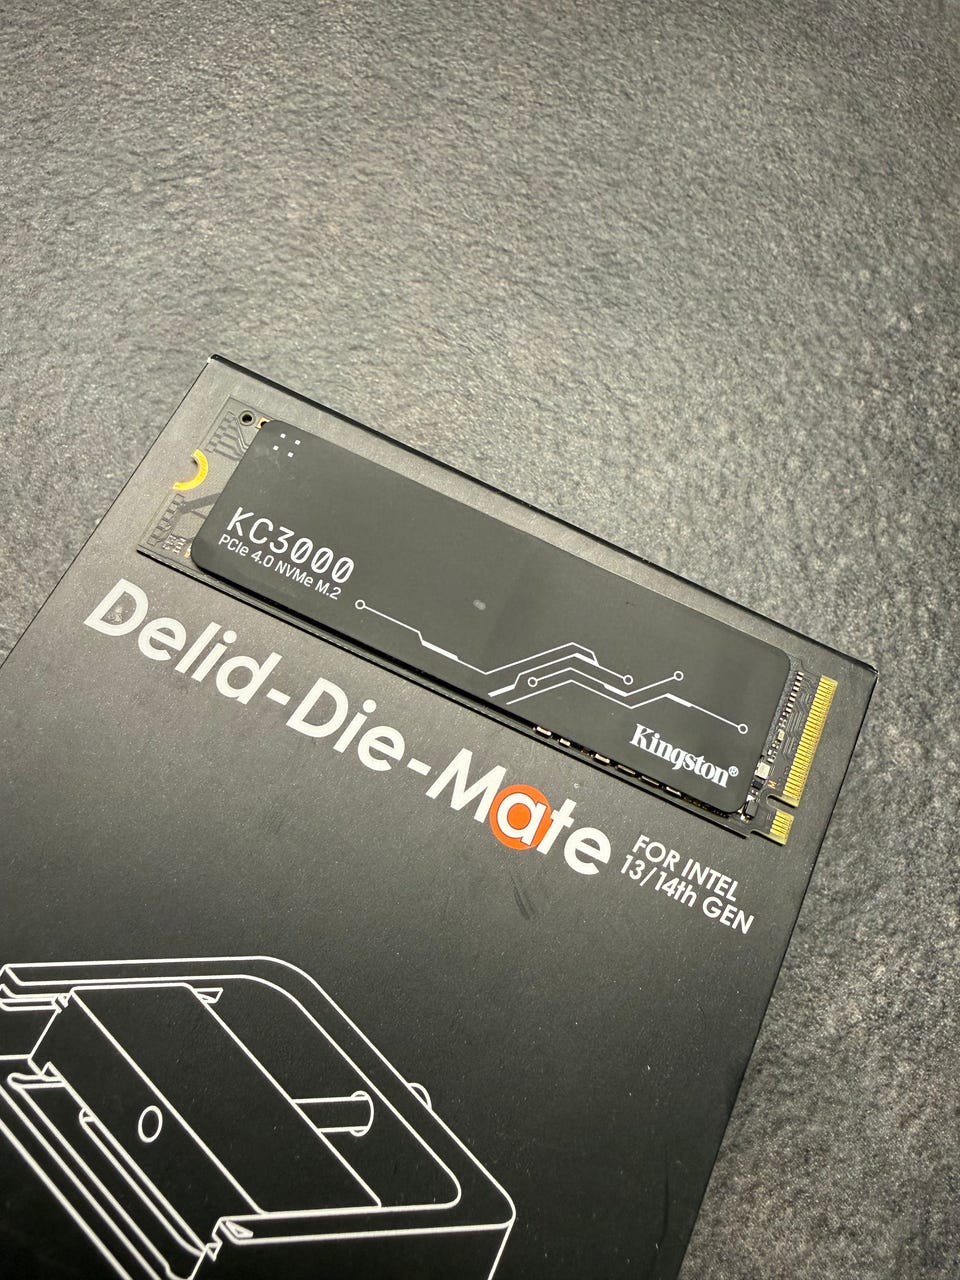 KC3000
PCIe 4.0 NVMe M.2
Kingston®
Delid-Die-Mate
FOR INTEL
13/14th GEN